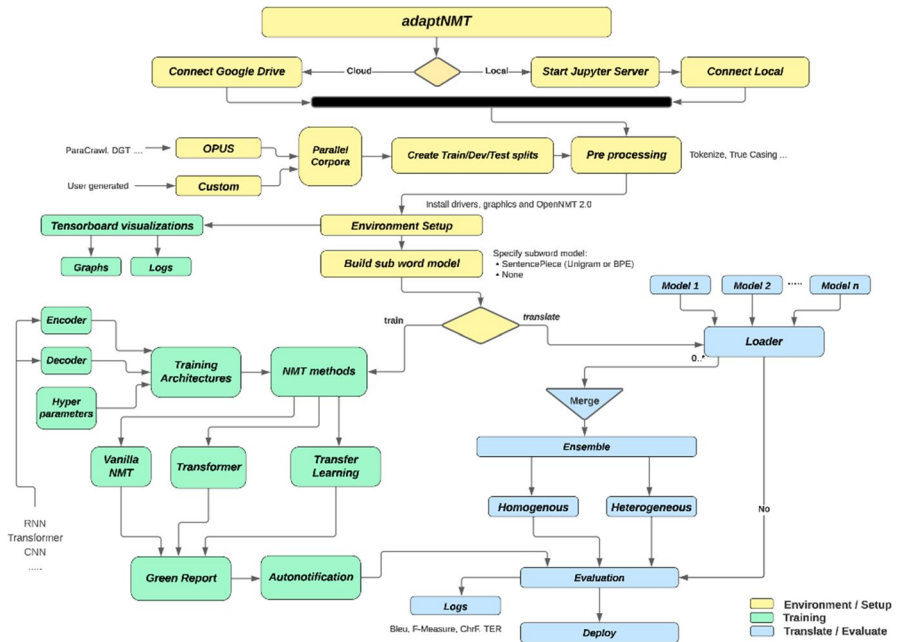 adaptNMT
Connect Google Drive
Cloud
Local
Start Jupyter Server
Connect Local
ParaCrawl. DGT ....
OPUS
Parallel
Corpora
Create Train/Dev/Test splits
Pre processing
Tokenize, True Casing ...
User generated
Custom
Install drivers, graphics and OpenNMT 2.0
Tensorboard visualizations
Environment Setup
Graphs
Logs
Build sub word model
Specify subword model:
• SentencePiece (Unigram or BPE)
• None
Model 1
Model 2
.....
Model n
Encoder
train
translate
Loader
Decoder
Training
Architectures
NMT methods
0..*
Hyper
parameters
Merge
Vanilla
NMT
Transformer
Transfer
Learning
Ensemble
Homogenous
Heterogeneous
No
RNN
Transformer
CNN
.....
Green Report
Autonotification
Evaluation
Logs
Bleu, F-Measure, ChrF. TER
Deploy
Environment / Setup
Training
Translate / Evaluate